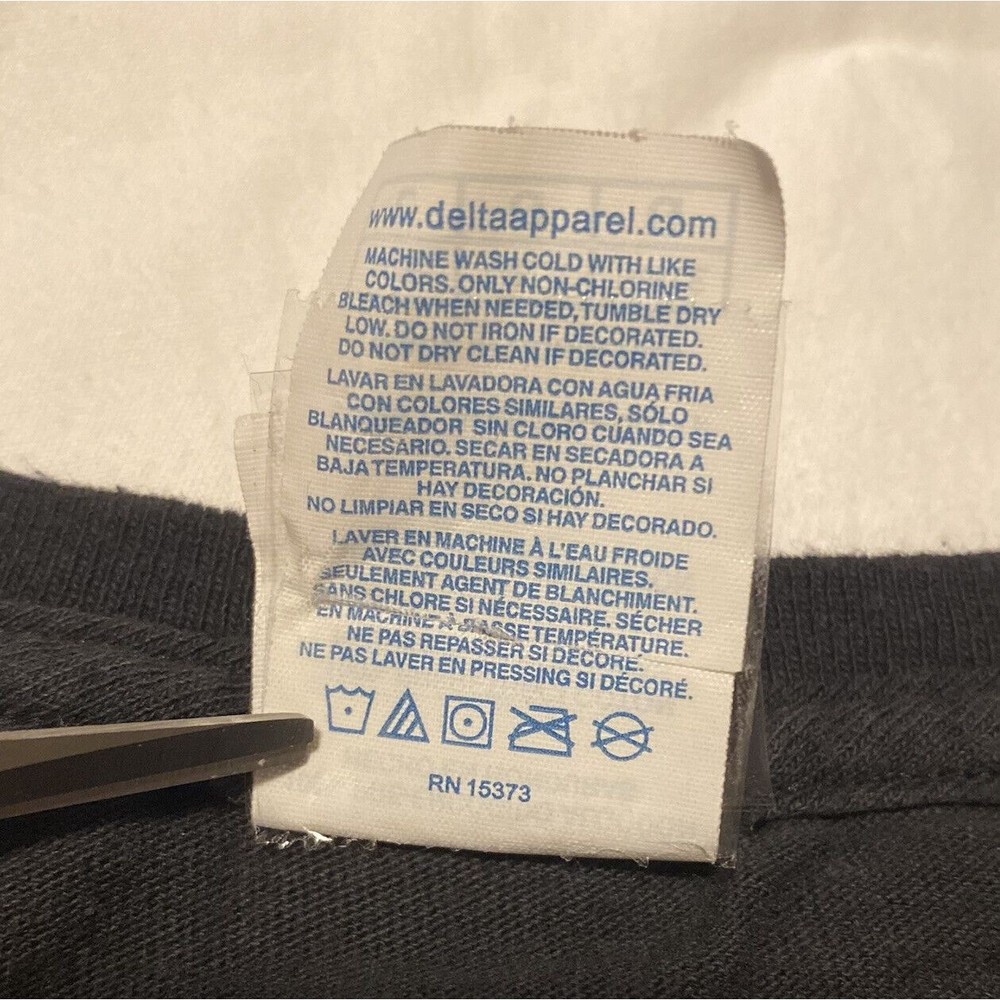 www.deltaapparel.com
MACHINE WASH COLD WITH LIKE
COLORS. ONLY NON-CHLORINE
BLEACH WHEN NEEDED, TUMBLE DRY
LOW. DO NOT IRON IF DECORATED.
DO NOT DRY CLEAN IF DECORATED.
LAVAR EN LAVADORA CON AGUA FRIA
CON COLORES SIMILARES, SÓLO
BLANQUEADOR SIN CLORO CUANDO SEA
NECESARIO. SECAR EN SECADORA A
BAJA TEMPERATURA. NO PLANCHAR SI
HAY DECORACIÓN.
NO LIMPIAR EN SECO SI HAY DECORADO.
LAVER EN MACHINE À L'EAU FROIDE
AVEC COULEURS SIMILAIRES.
SEULEMENT AGENT DE BLANCHIMENT.
SANS CHLORE SI NÉCESSAIRE. SÉCHER
EN MACHINE À BASSE TEMPÉRATURE.
NE PAS REPASSER SI DÉCORÉ.
NE PAS LAVER EN PRESSING SI DÉCORÉ.
RN 15373